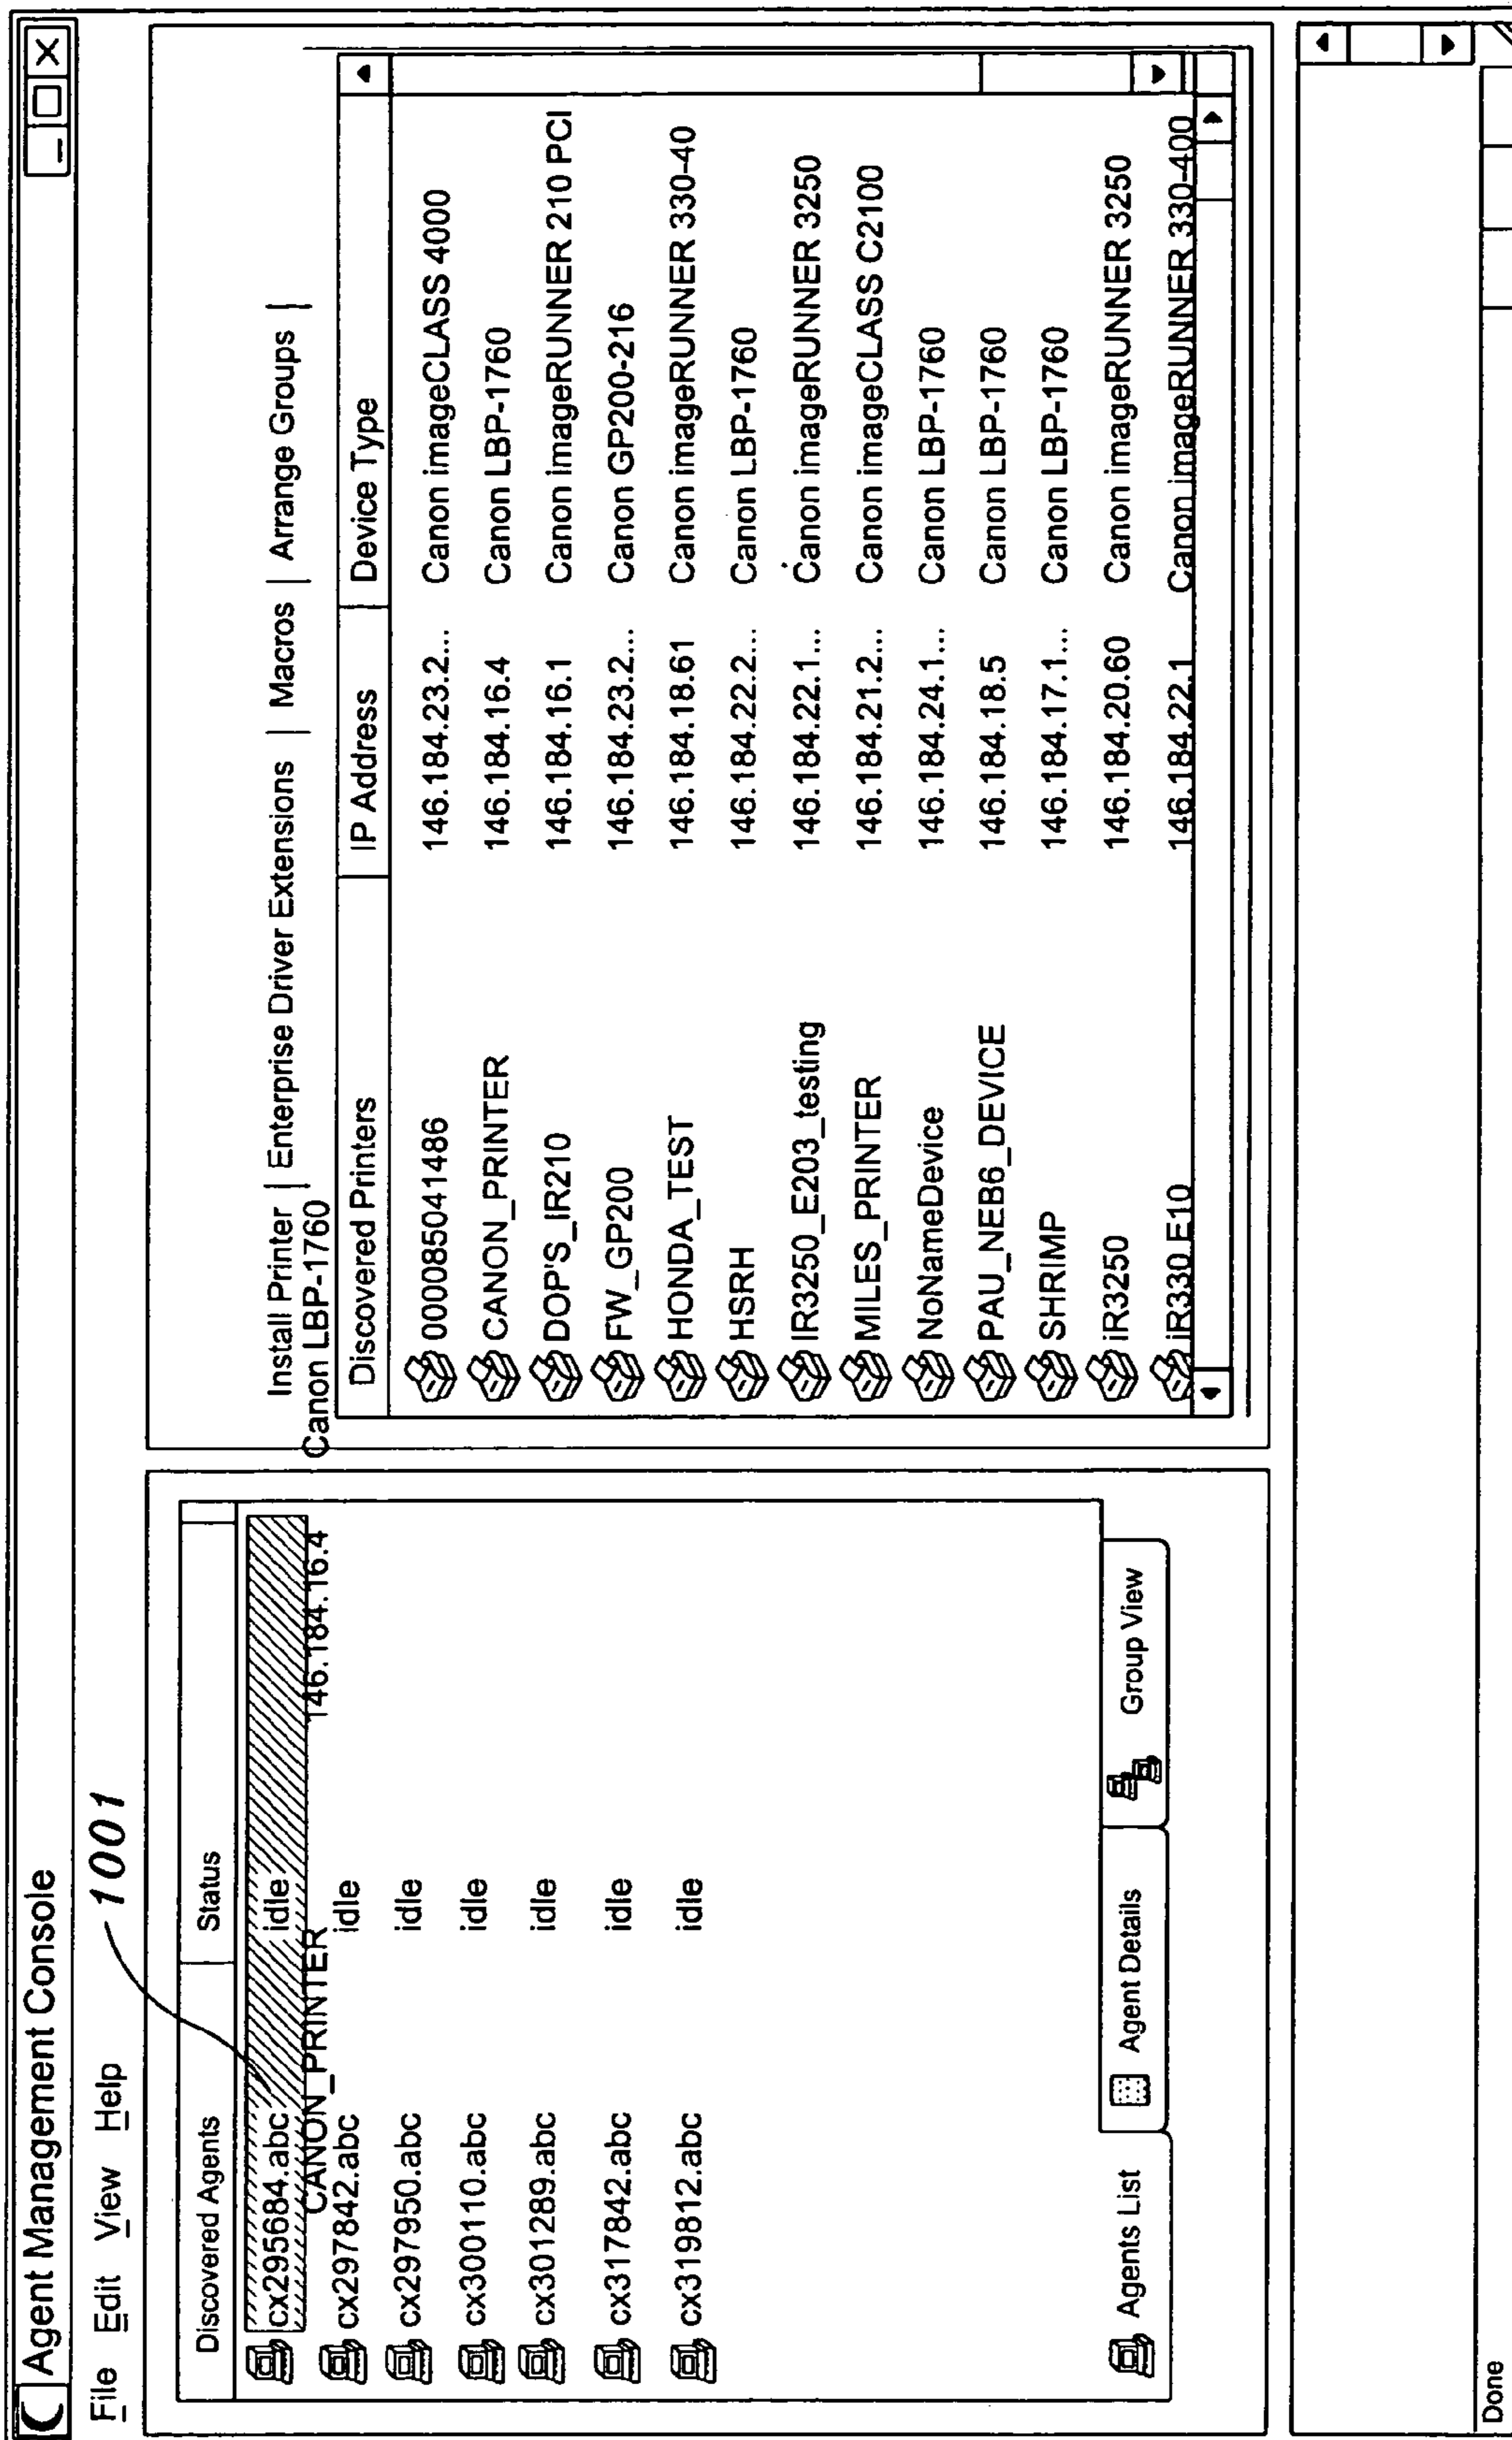 Agent Management Console
File Edit View Help
1001
Discovered Agents Status
cx295684.abc idle
CANON_PRINTER 146.184.16.4
cx297842.abc idle
cx297950.abc idle
cx300110.abc idle
cx301289.abc idle
cx317842.abc idle
cx319812.abc idle
Agents List Agent Details Group View
Install Printer | Enterprise Driver Extensions | Macros | Arrange Groups |
Canon LBP-1760
Discovered Printers IP Address Device Type
00008504I486 146.184.23.2... Canon imageCLASS 4000
CANON_PRINTER 146.184.16.4 Canon LBP-1760
DOP'S_IR210 146.184.16.1 Canon imageRUNNER 210 PCI
FW_GP200 146.184.23.2... Canon GP200-216
HONDA_TEST 146.184.18.61 Canon imageRUNNER 330-40
HSRH 146.184.22.2... Canon LBP-1760
IR3250_E203_testing 146.184.22.1... Canon imageRUNNER 3250
MILES_PRINTER 146.184.21.2... Canon imageCLASS C2100
NoNameDevice 146.184.24.1... Canon LBP-1760
PAU_NEB6_DEVICE 146.184.18.5 Canon LBP-1760
SHRIMP 146.184.17.1... Canon LBP-1760
iR3250 146.184.20.60 Canon imageRUNNER 3250
iR330 E10 146.184.22.1 Canon imageRUNNER 330-400
Done